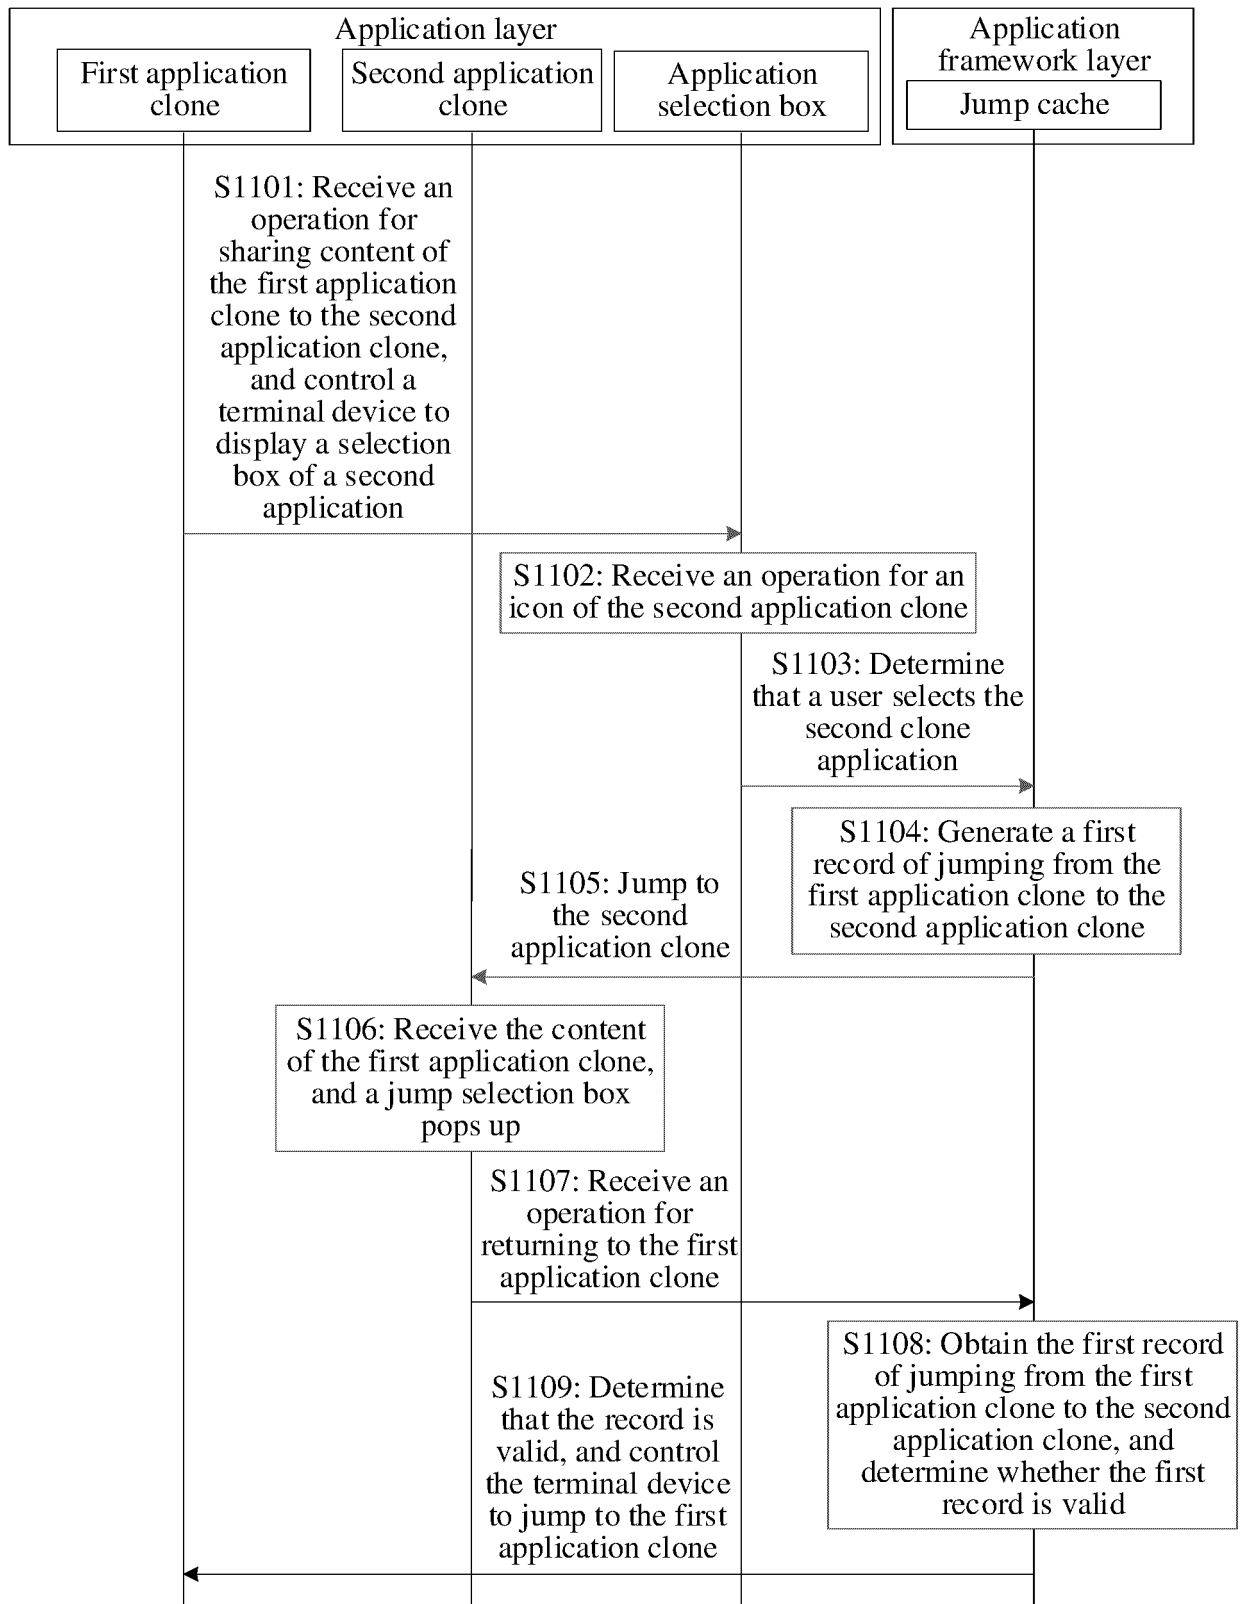 Application layer
First application
clone
Second application
clone
Application
selection box
Application
framework layer
Jump cache
S1101: Receive an
operation for
sharing content of
the first application
clone to the second
application clone,
and control a
terminal device to
display a selection
box of a second
application
S1102: Receive an operation for an
icon of the second application clone
S1103: Determine
that a user selects the
second clone
application
S1104: Generate a first
record of jumping from the
first application clone to the
second application clone
S1105: Jump to
the second
application clone
S1106: Receive the content
of the first application clone,
and a jump selection box
pops up
S1107: Receive an
operation for
returning to the first
application clone
S1108: Obtain the first record
of jumping from the first
application clone to the second
application clone, and
determine whether the first
record is valid
S1109: Determine
that the record is
valid, and control
the terminal device
to jump to the first
application clone